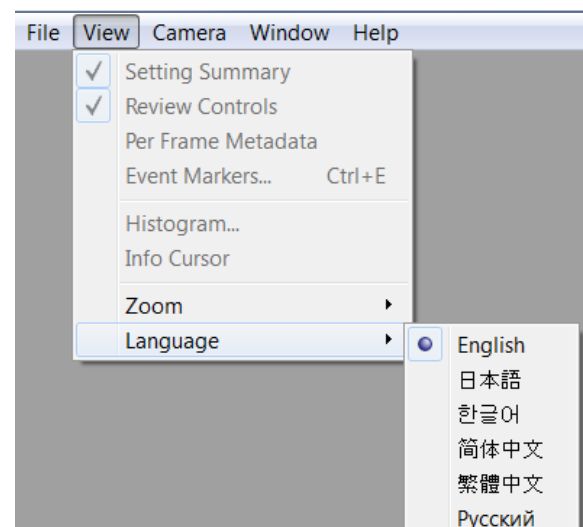 File View Camera Window Help
Setting Summary
Review Controls
Per Frame Metadata
Event Markers... Ctrl+E
Histogram...
Info Cursor
Zoom
Language
English
日本語
한글어
简体中文
繁體中文
Русский